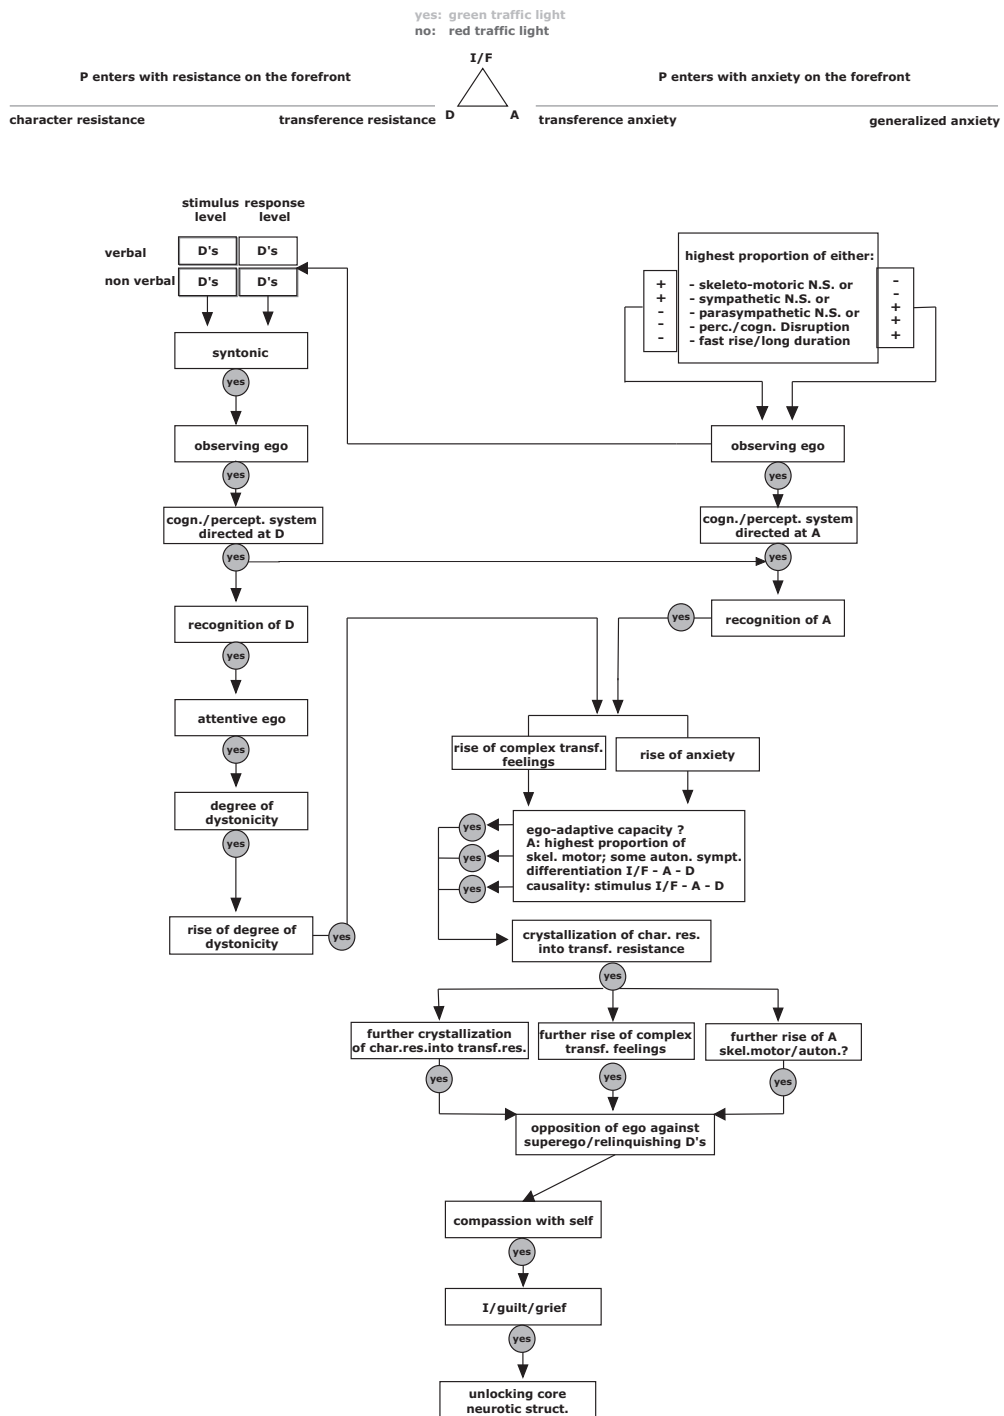 yes: green traffic light
no: red traffic light
I/F
P enters with resistance on the forefront
P enters with anxiety on the forefront
D
A
character resistance
transference resistance
transference anxiety
generalized anxiety
stimulus level
response level
verbal
D's
D's
non verbal
D's
D's
syntonic
yes
observing ego
yes
cogn./percept. system
directed at D
yes
recognition of D
yes
attentive ego
yes
degree of
dystonicity
yes
rise of degree of
dystonicity
yes
highest proportion of either:
+
+
-
-
-
- skeleto-motoric N.S. or
- sympathetic N.S. or
- parasympathetic N.S. or
- perc./cogn. Disruption
- fast rise/long duration
-
-
+
+
+
observing ego
yes
cogn./percept. system
directed at A
yes
recognition of A
yes
rise of complex transf.
feelings
rise of anxiety
ego-adaptive capacity ?
A: highest proportion of
skel. motor; some auton. sympt.
differentiation I/F - A - D
causality: stimulus I/F - A - D
yes
yes
yes
crystallization of char. res.
into transf. resistance
yes
further crystallization
of char.res.into transf.res.
further rise of complex
transf. feelings
further rise of A
skel.motor/auton.?
yes
yes
yes
opposition of ego against
superego/relinquishing D's
compassion with self
yes
I/guilt/grief
yes
unlocking core
neurotic struct.